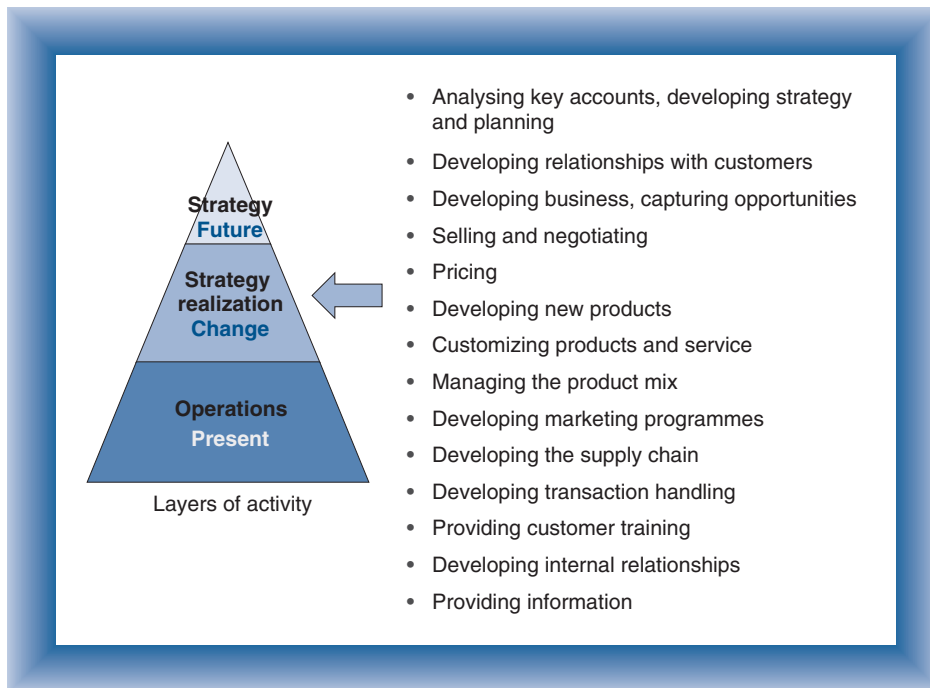 Strategy
Future
Strategy
realization
Change
Operations
Present
Layers of activity
• Analysing key accounts, developing strategy
and planning
• Developing relationships with customers
• Developing business, capturing opportunities
• Selling and negotiating
• Pricing
• Developing new products
• Customizing products and service
• Managing the product mix
• Developing marketing programmes
• Developing the supply chain
• Developing transaction handling
• Providing customer training
• Developing internal relationships
• Providing information